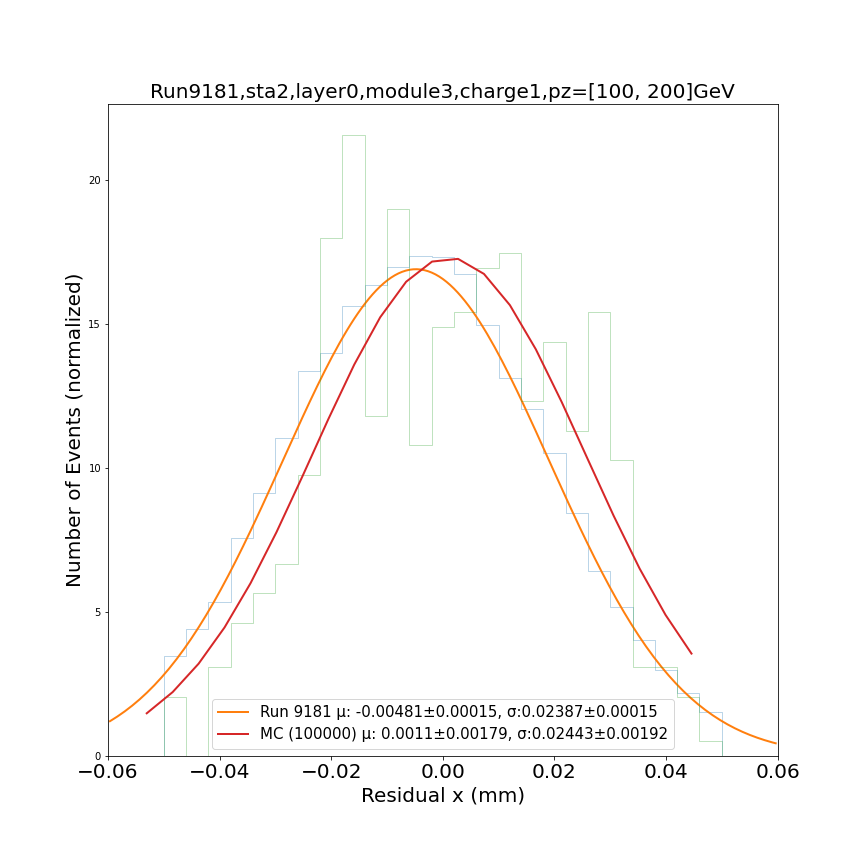 Run9181,sta2,layer0,module3,charge1,pz=[100, 200]GeV
Number of Events (normalized)
20
15
10
5
0
Run 9181 μ: -0.00481±0.00015, σ:0.02387±0.00015
MC (100000) μ: 0.0011±0.00179, σ:0.02443±0.00192
−0.06 −0.04 −0.02 0.00 0.02 0.04 0.06
Residual x (mm)